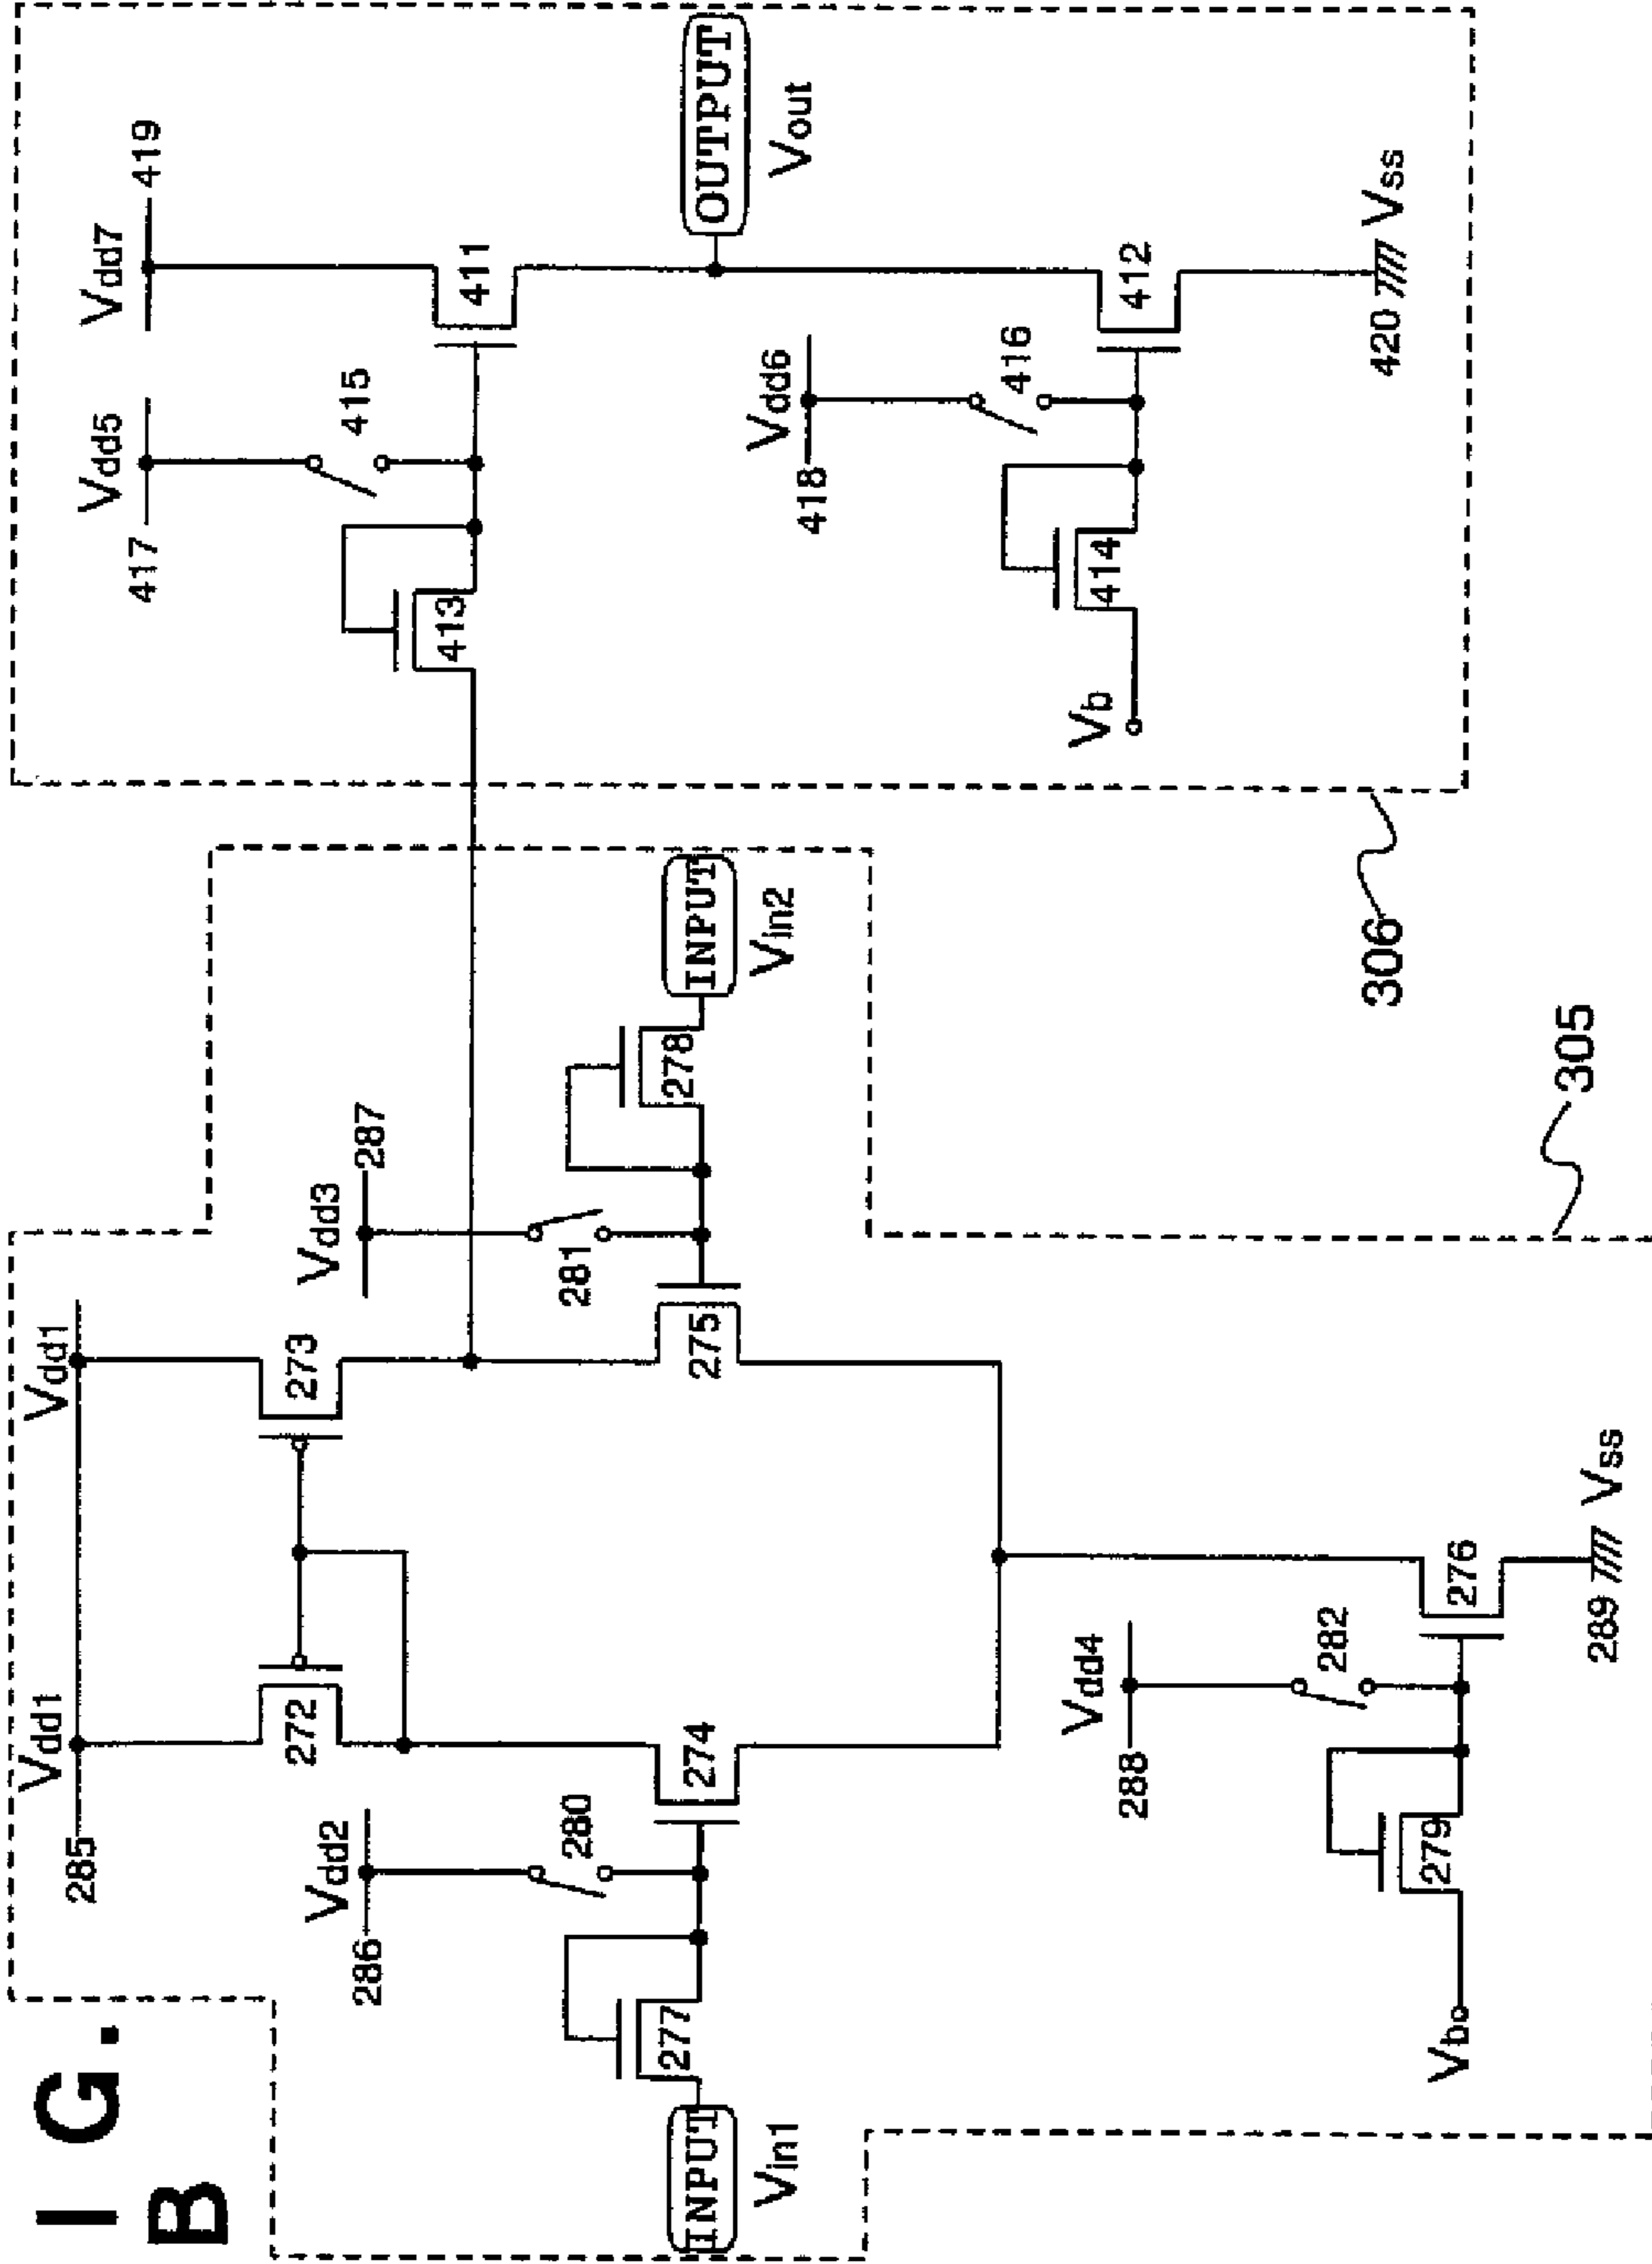 I G.
B
Vdd1
Vdd1
285
Vdd2
286
280
272
273
Vdd3
287
281
INPUT
Vin1
277
274
275
278
INPUT
Vin2
Vdd4
288
282
Vb
279
276
289
Vss
305
306
Vdd5
417
415
Vdd7
419
413
411
OUTPUT
Vout
Vdd6
418
416
Vb
414
412
420
Vss